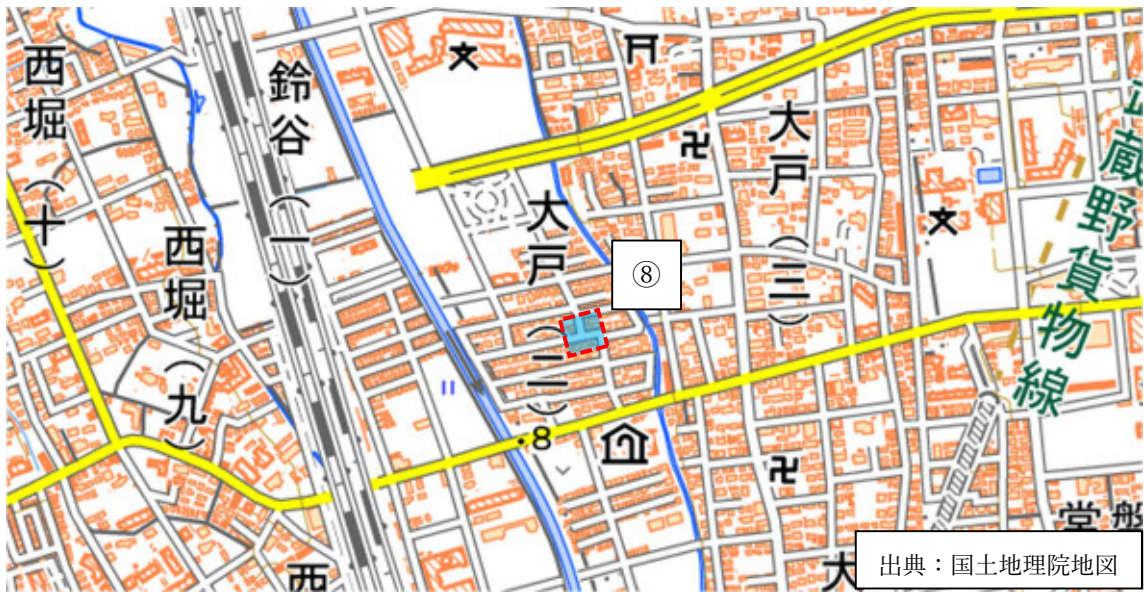 西堀（十）
西堀（九）
鈴谷（一）
大戸（二）
大戸（三）
⑧
武蔵野貨物線
・8
常盤
西
大
出典：国土地理院地図